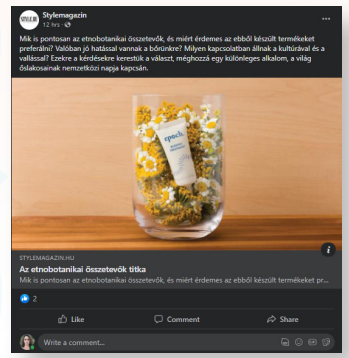 STYLE.HU
Stylemagazin
12 hrs ·
Mik is pontosan az etnobotanikai összetevők, és miért érdemes az ebből készült termékeket
preferálni? Valóban jó hatással vannak a bőrünkre? Milyen kapcsolatban állnak a kultúrával és a
vallással? Ezekre a kérdésekre kerestük a választ, méghozzá egy különleges alkalom, a világ
őslakosainak nemzetközi napja kapcsán.
epoch
STYLEMAGAZIN.HU
Az etnobotanikai összetevők titka
Mik is pontosan az etnobotanikai összetevők, és miért érdemes az ebből készült termékeket pr...
2
Like
Comment
Share
Write a comment...